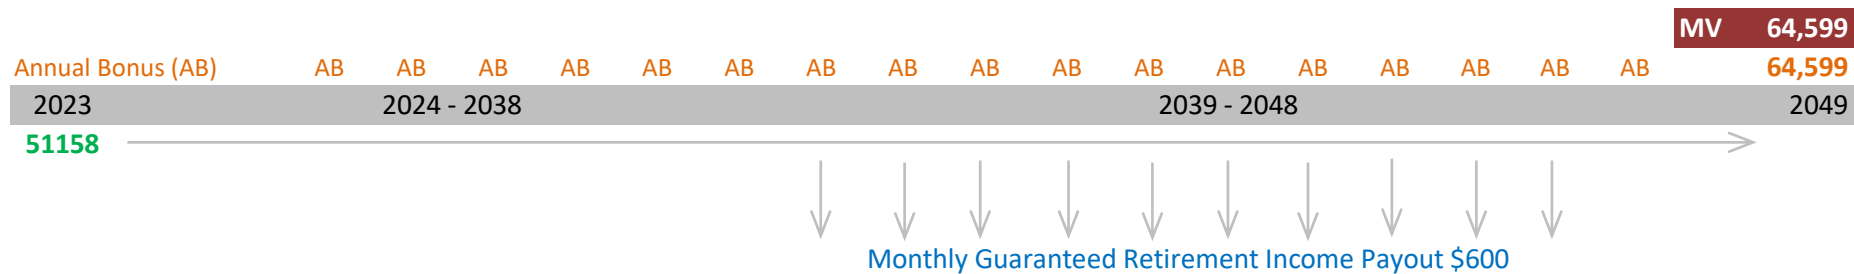 MV 64,599
Annual Bonus (AB) AB AB AB AB AB AB AB AB AB AB AB AB AB AB AB AB AB 64,599
2023 2024 - 2038 2039 - 2048 2049
51158
Monthly Guaranteed Retirement Income Payout $600